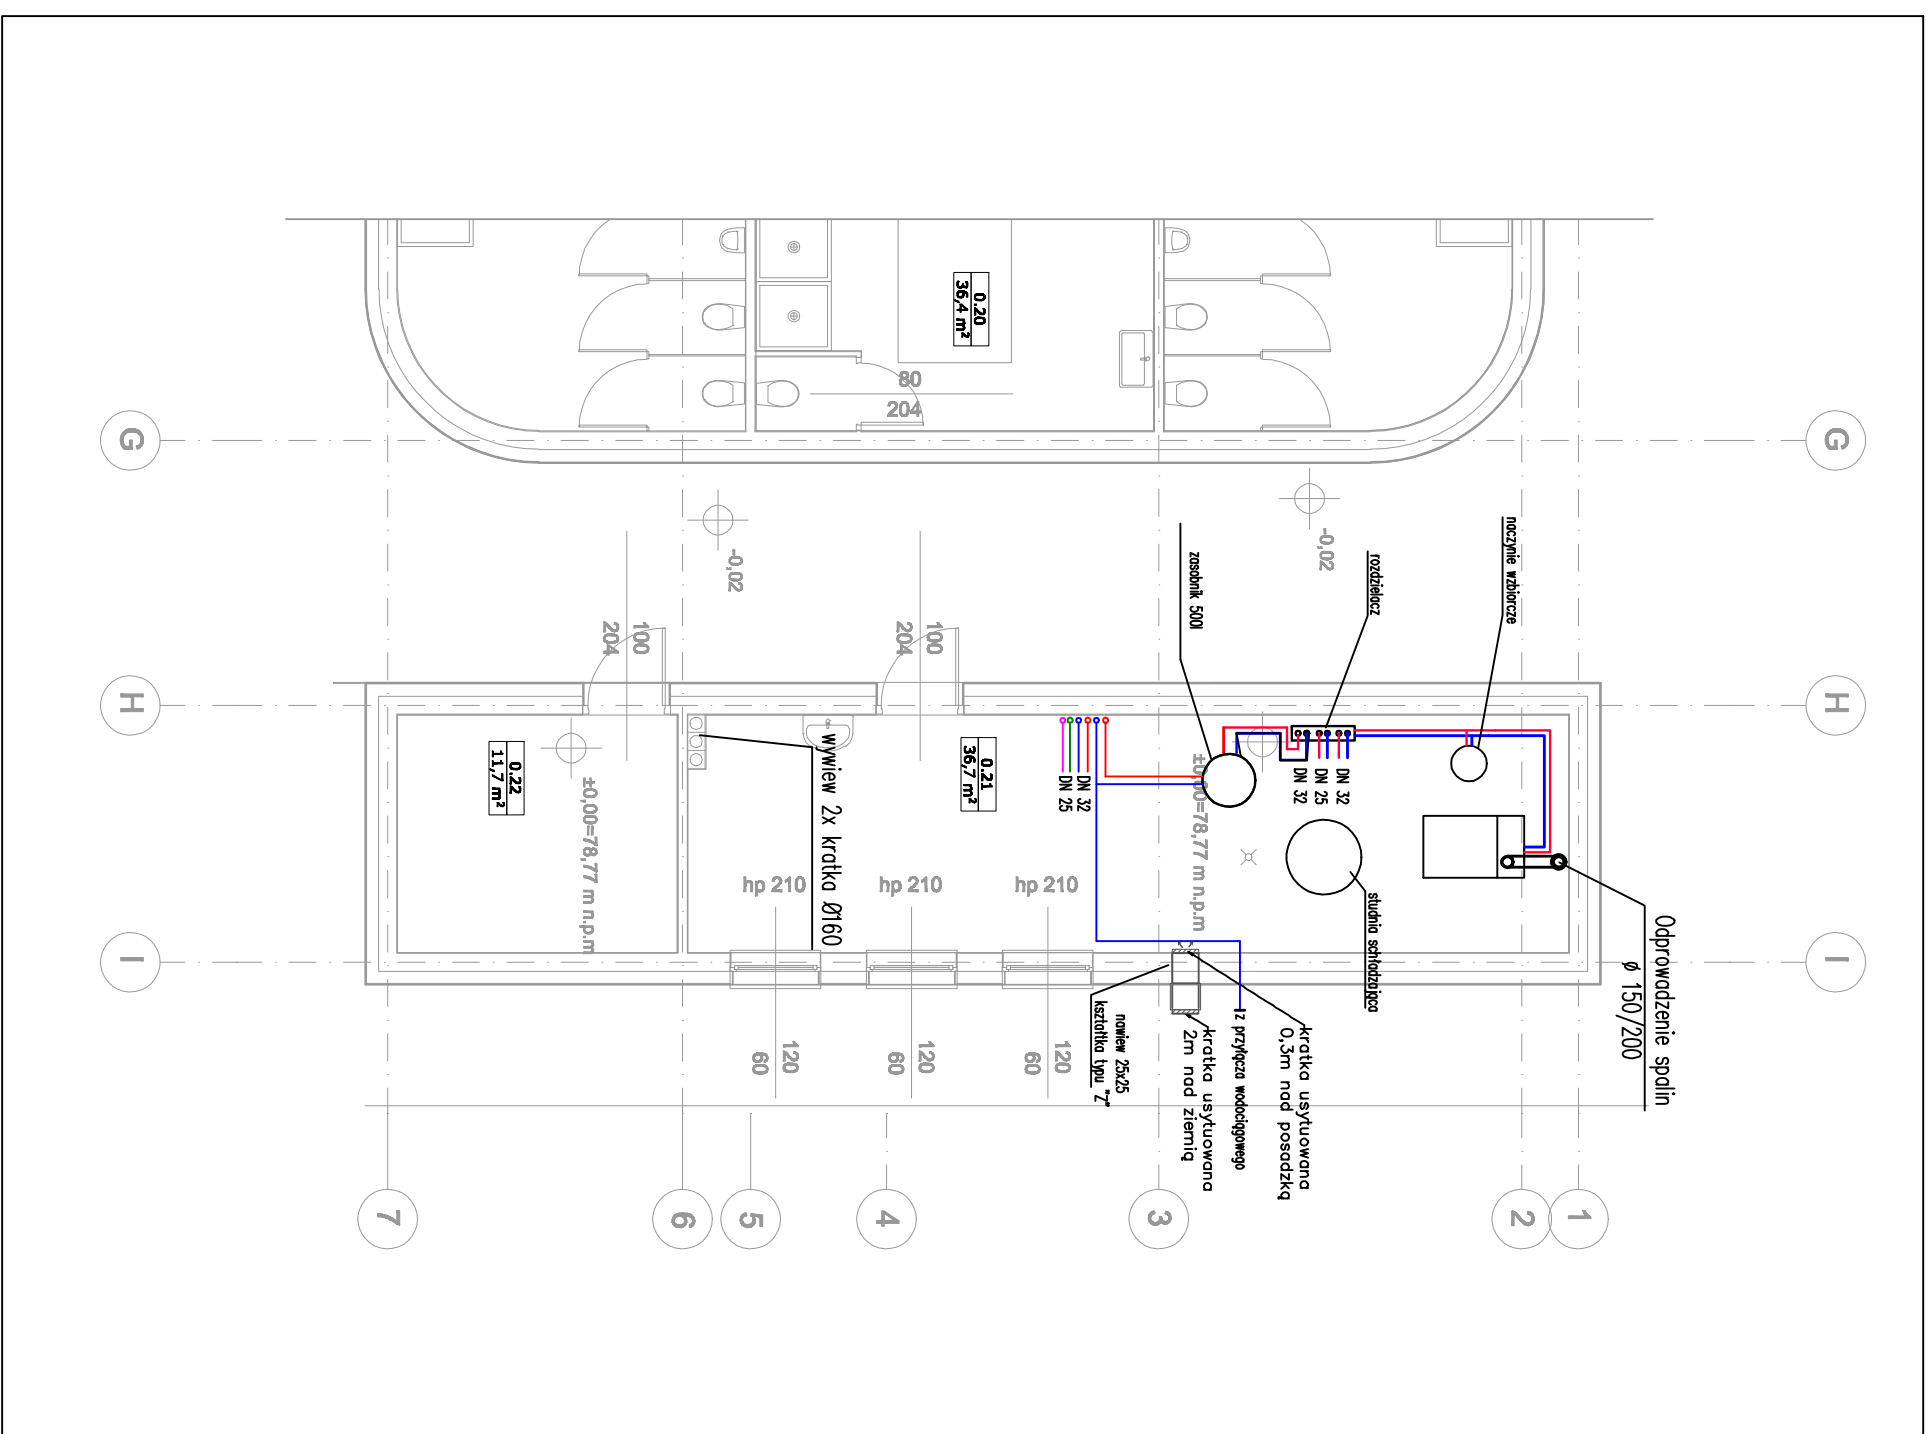 0.20
36,4 m²
80
204
G
G
-0,02
-0,02
zasobnik 500l
rozdzielacz
naczynie wzbiorcze
100
204
100
204
H
H
0.22
11,7 m²
±0,00=78,77 m n.p.m
wywiew 2x kratka Ø160
0.21
36,7 m²
DN 32
DN 25
±0,00=78,77 m n.p.m
DN 32
DN 25
DN 32
hp 210
hp 210
hp 210
studnia schładzająca
Odprowadzenie spalin
ø 150/200
I
I
120
60
120
60
120
60
nawiew 25x25
kształtka typu "Z"
kratka usytuowana
2m nad ziemią
z przyłącza wodociągowego
kratka usytuowana
0,3m nad posadzką
7
6
5
4
3
2
1